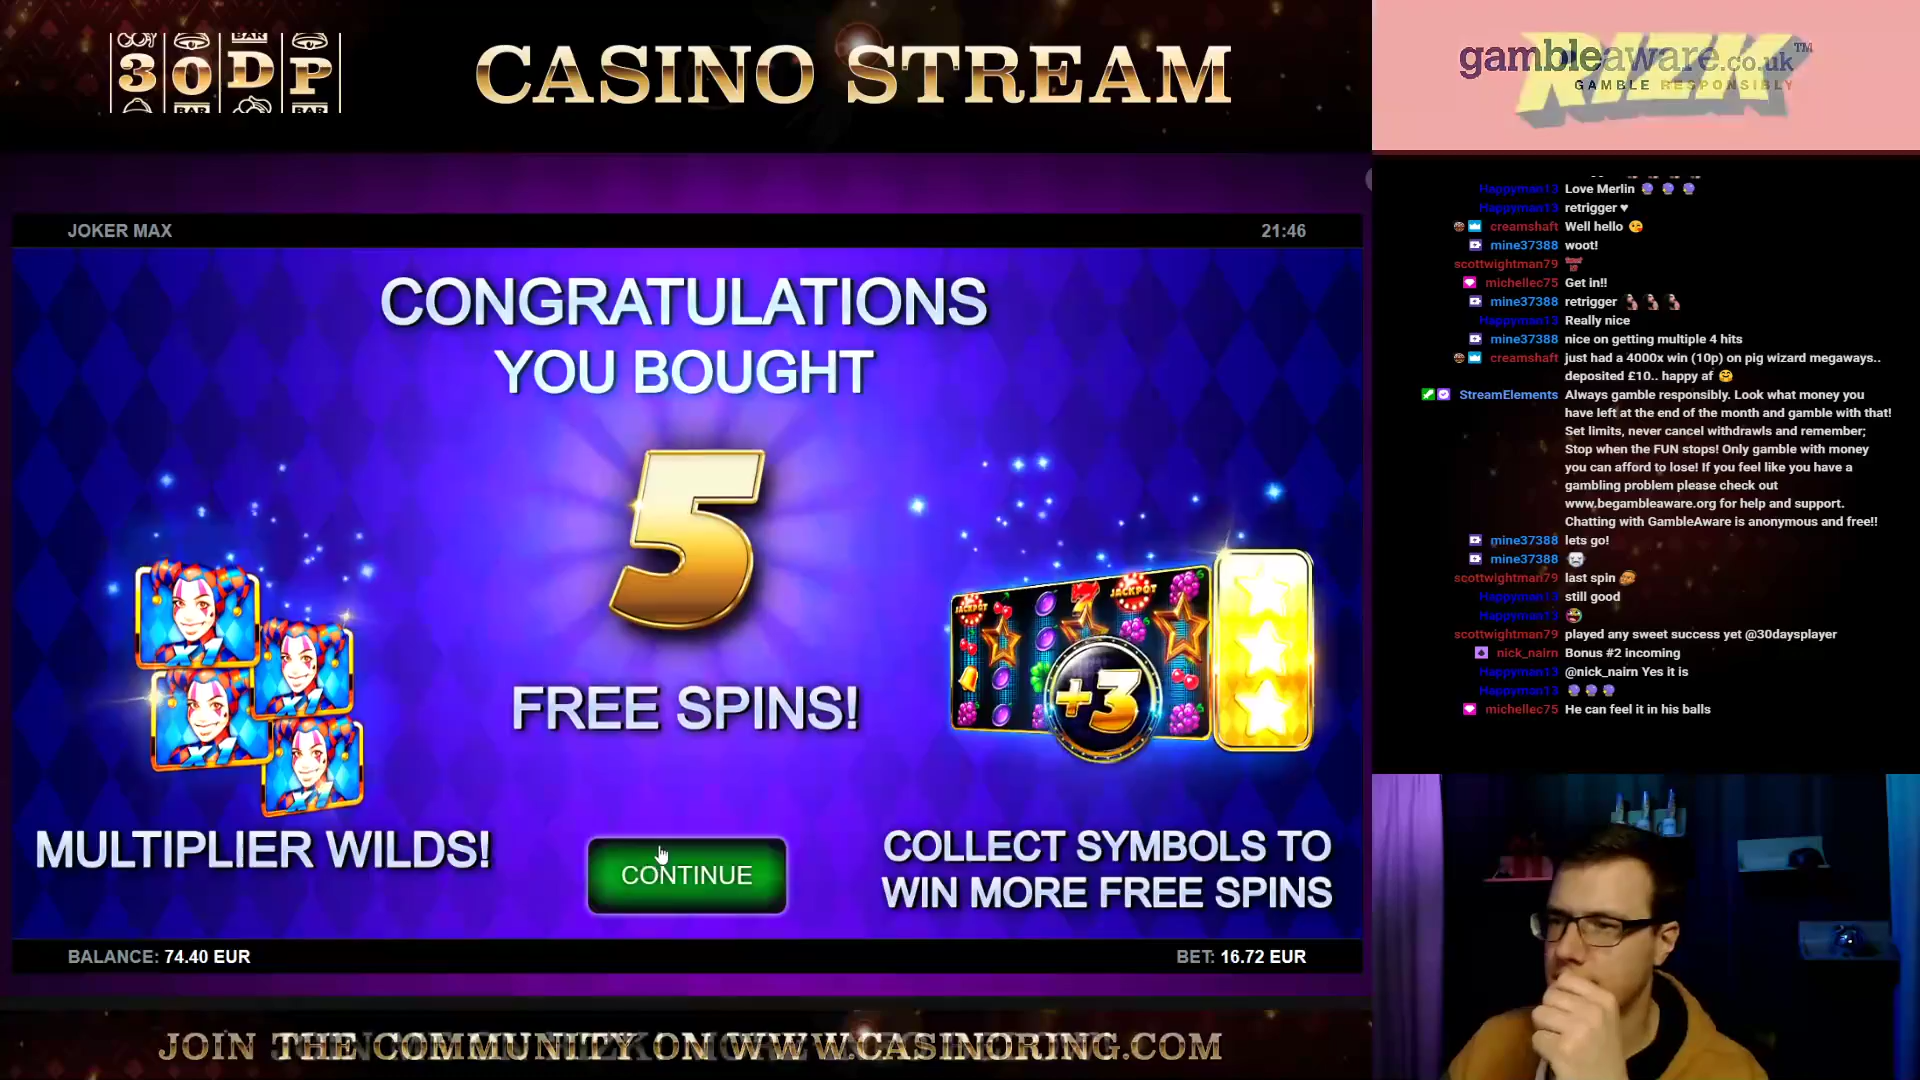 30DP
CASINO STREAM
gambleaware.co.uk™
GAMBLE RESPONSIBLY
RIZK
JOKER MAX
21:46
CONGRATULATIONS
YOU BOUGHT
5
FREE SPINS!
MULTIPLIER WILDS!
CONTINUE
JACKPOT
JACKPOT
+3
COLLECT SYMBOLS TO
WIN MORE FREE SPINS
BALANCE: 74.40 EUR
BET: 16.72 EUR
Happyman13 Love Merlin
Happyman13 retrigger ♥
creamshaft Well hello 😘
mine37388 woot!
scottwightman79
michellec75 Get in!!
mine37388 retrigger
Happyman13 Really nice
mine37388 nice on getting multiple 4 hits
creamshaft just had a 4000x win (10p) on pig wizard megaways..
deposited £10.. happy af 🤗
StreamElements Always gamble responsibly. Look what money you
have left at the end of the month and gamble with that!
Set limits, never cancel withdrawls and remember;
Stop when the FUN stops! Only gamble with money
you can afford to lose! If you feel like you have a
gambling problem please check out
www.begambleaware.org for help and support.
Chatting with GambleAware is anonymous and free!!
mine37388 lets go!
mine37388
scottwightman79 last spin
Happyman13 still good
Happyman13
scottwightman79 played any sweet success yet @30daysplayer
nick_nairn Bonus #2 incoming
Happyman13 @nick_nairn Yes it is
Happyman13
michellec75 He can feel it in his balls
JOIN THE COMMUNITY ON WWW.CASINORING.COM